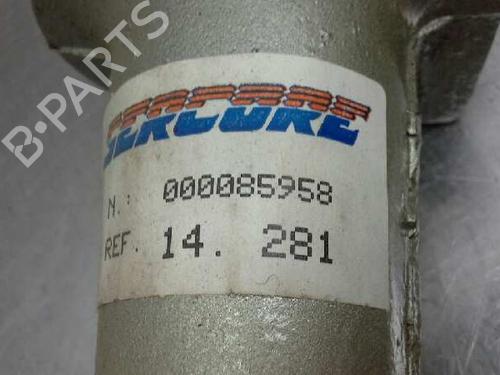 SERCORE
N.: 000085958
REF. 14. 281
B-PARTS